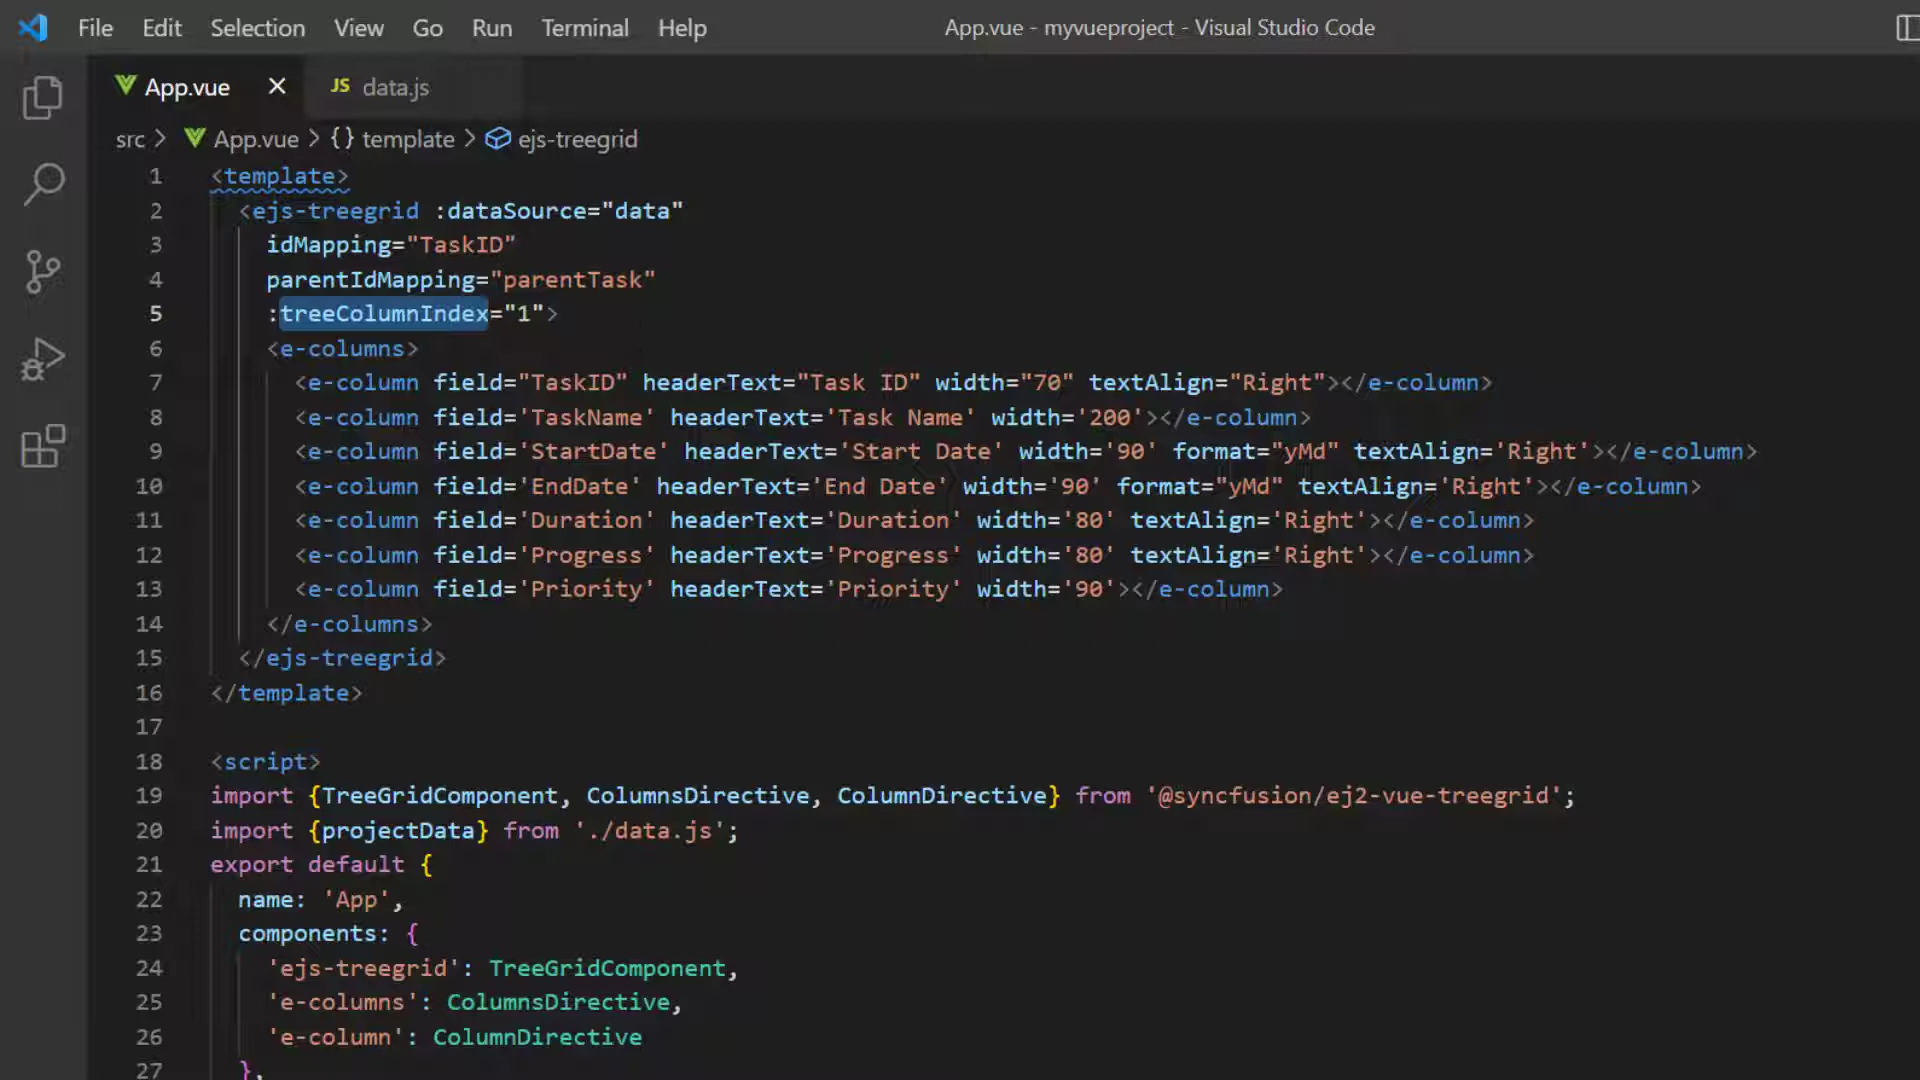 File Edit Selection View Go Run Terminal Help App.vue - myvueproject - Visual Studio Code
App.vue JS data.js
src > App.vue > {} template > ejs-treegrid
1 <template>
2 <ejs-treegrid :dataSource="data"
3 idMapping="TaskID"
4 parentIdMapping="parentTask"
5 :treeColumnIndex="1">
6 <e-columns>
7 <e-column field="TaskID" headerText="Task ID" width="70" textAlign="Right"></e-column>
8 <e-column field='TaskName' headerText='Task Name' width='200'></e-column>
9 <e-column field='StartDate' headerText='Start Date' width='90' format="yMd" textAlign='Right'></e-column>
10 <e-column field='EndDate' headerText='End Date' width='90' format="yMd" textAlign='Right'></e-column>
11 <e-column field='Duration' headerText='Duration' width='80' textAlign='Right'></e-column>
12 <e-column field='Progress' headerText='Progress' width='80' textAlign='Right'></e-column>
13 <e-column field='Priority' headerText='Priority' width='90'></e-column>
14 </e-columns>
15 </ejs-treegrid>
16 </template>
17
18 <script>
19 import {TreeGridComponent, ColumnsDirective, ColumnDirective} from '@syncfusion/ej2-vue-treegrid';
20 import {projectData} from './data.js';
21 export default {
22 name: 'App',
23 components: {
24 'ejs-treegrid': TreeGridComponent,
25 'e-columns': ColumnsDirective,
26 'e-column': ColumnDirective
27 },